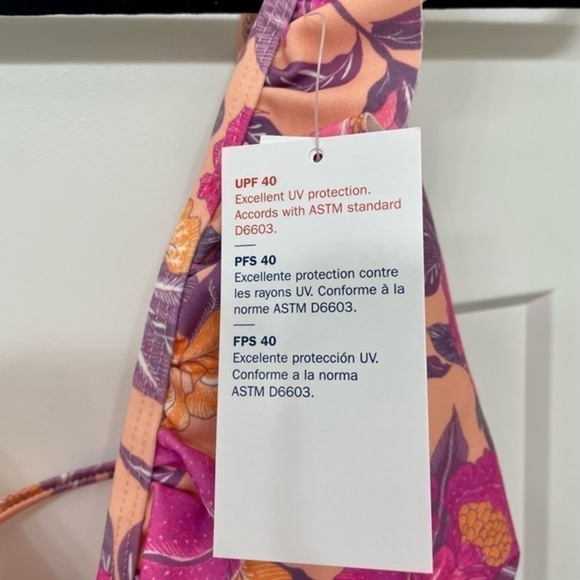 UPF 40
Excellent UV protection.
Accords with ASTM standard
D6603.
PFS 40
Excellente protection contre
les rayons UV. Conforme à la
norme ASTM D6603.
FPS 40
Excelente protección UV.
Conforme a la norma
ASTM D6603.